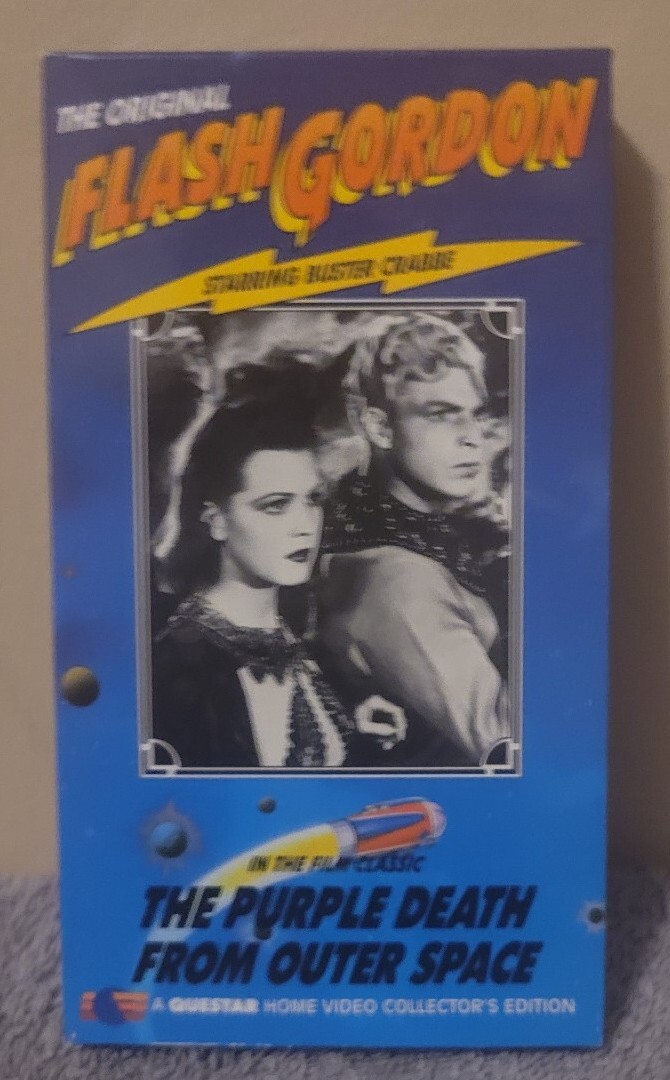 THE ORIGINAL
FLASH GORDON
STARRING BUSTER CRABBE
IN THE FILM CLASSIC
THE PURPLE DEATH
FROM OUTER SPACE
A QUESTAR HOME VIDEO COLLECTOR'S EDITION